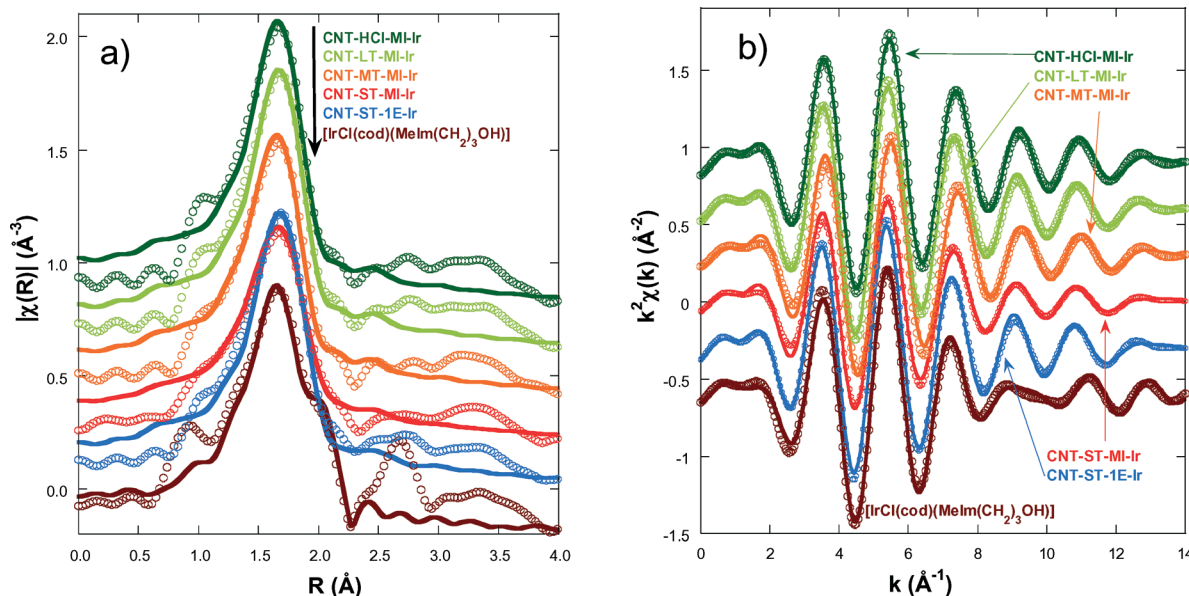 a)
CNT-HCl-MI-Ir
CNT-LT-MI-Ir
CNT-MT-MI-Ir
CNT-ST-MI-Ir
CNT-ST-1E-Ir
[IrCl(cod)(MeIm(CH2)3OH)]
|χ(R)| (Å-3)
2.0
1.5
1.0
0.5
0.0
0.0 0.5 1.0 1.5 2.0 2.5 3.0 3.5 4.0
R (Å)
b)
CNT-HCl-MI-Ir
CNT-LT-MI-Ir
CNT-MT-MI-Ir
k2χ(k) (Å-2)
1.5
1
0.5
0
-0.5
-1
-1.5
CNT-ST-MI-Ir
CNT-ST-1E-Ir
[IrCl(cod)(MeIm(CH2)3OH)]
0 2 4 6 8 10 12 14
k (Å-1)